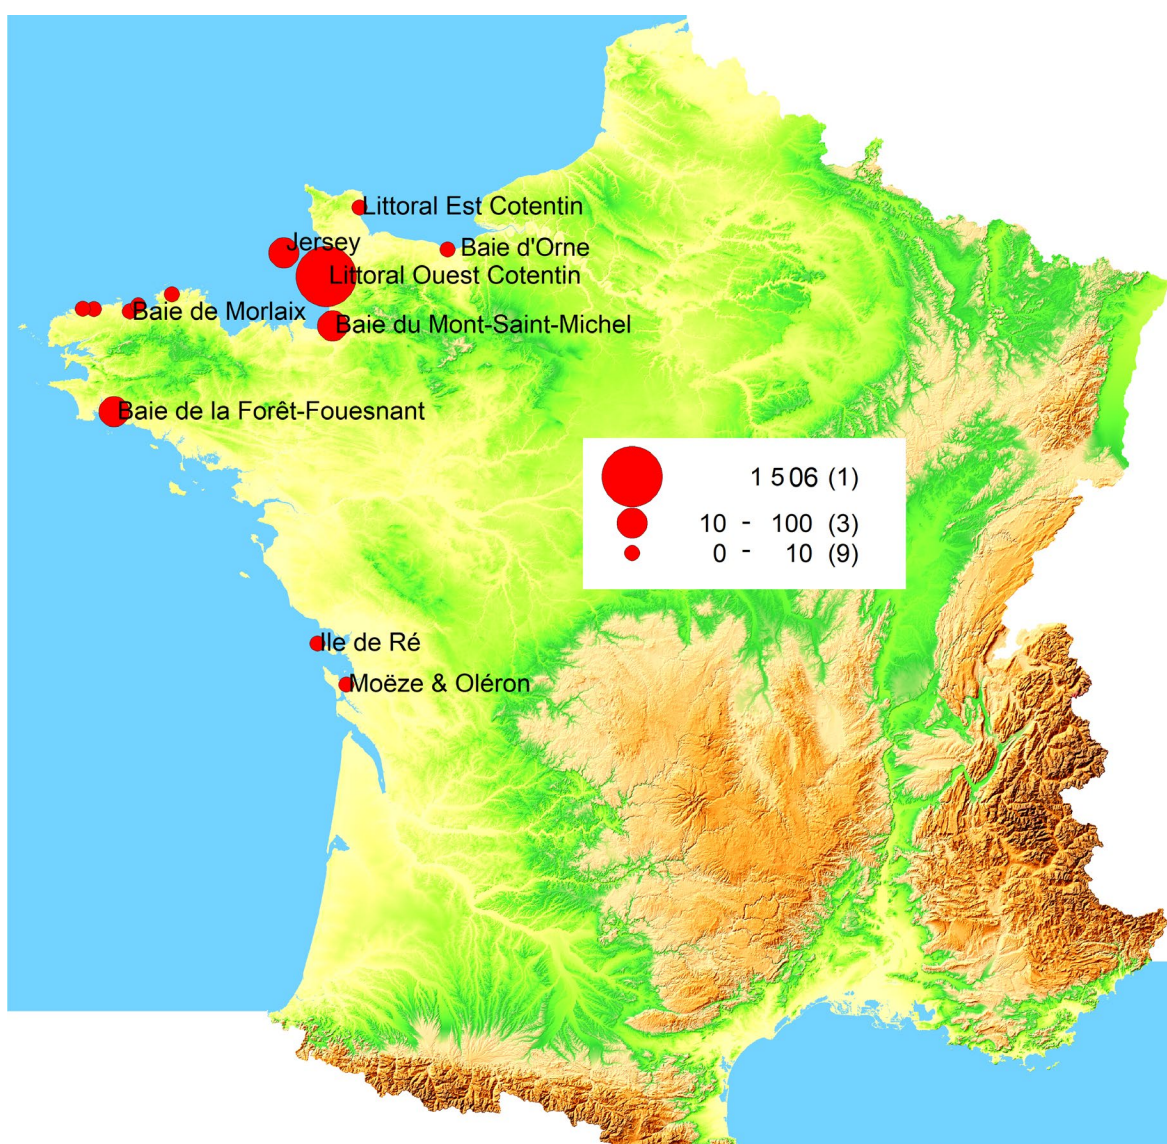 Littoral Est Cotentin
Jersey
Baie d'Orne
Littoral Ouest Cotentin
Baie de Morlaix
Baie du Mont-Saint-Michel
Baie de la Forêt-Fouesnant
1 506 (1)
10 - 100 (3)
0 - 10 (9)
Ile de Ré
Moëze & Oléron